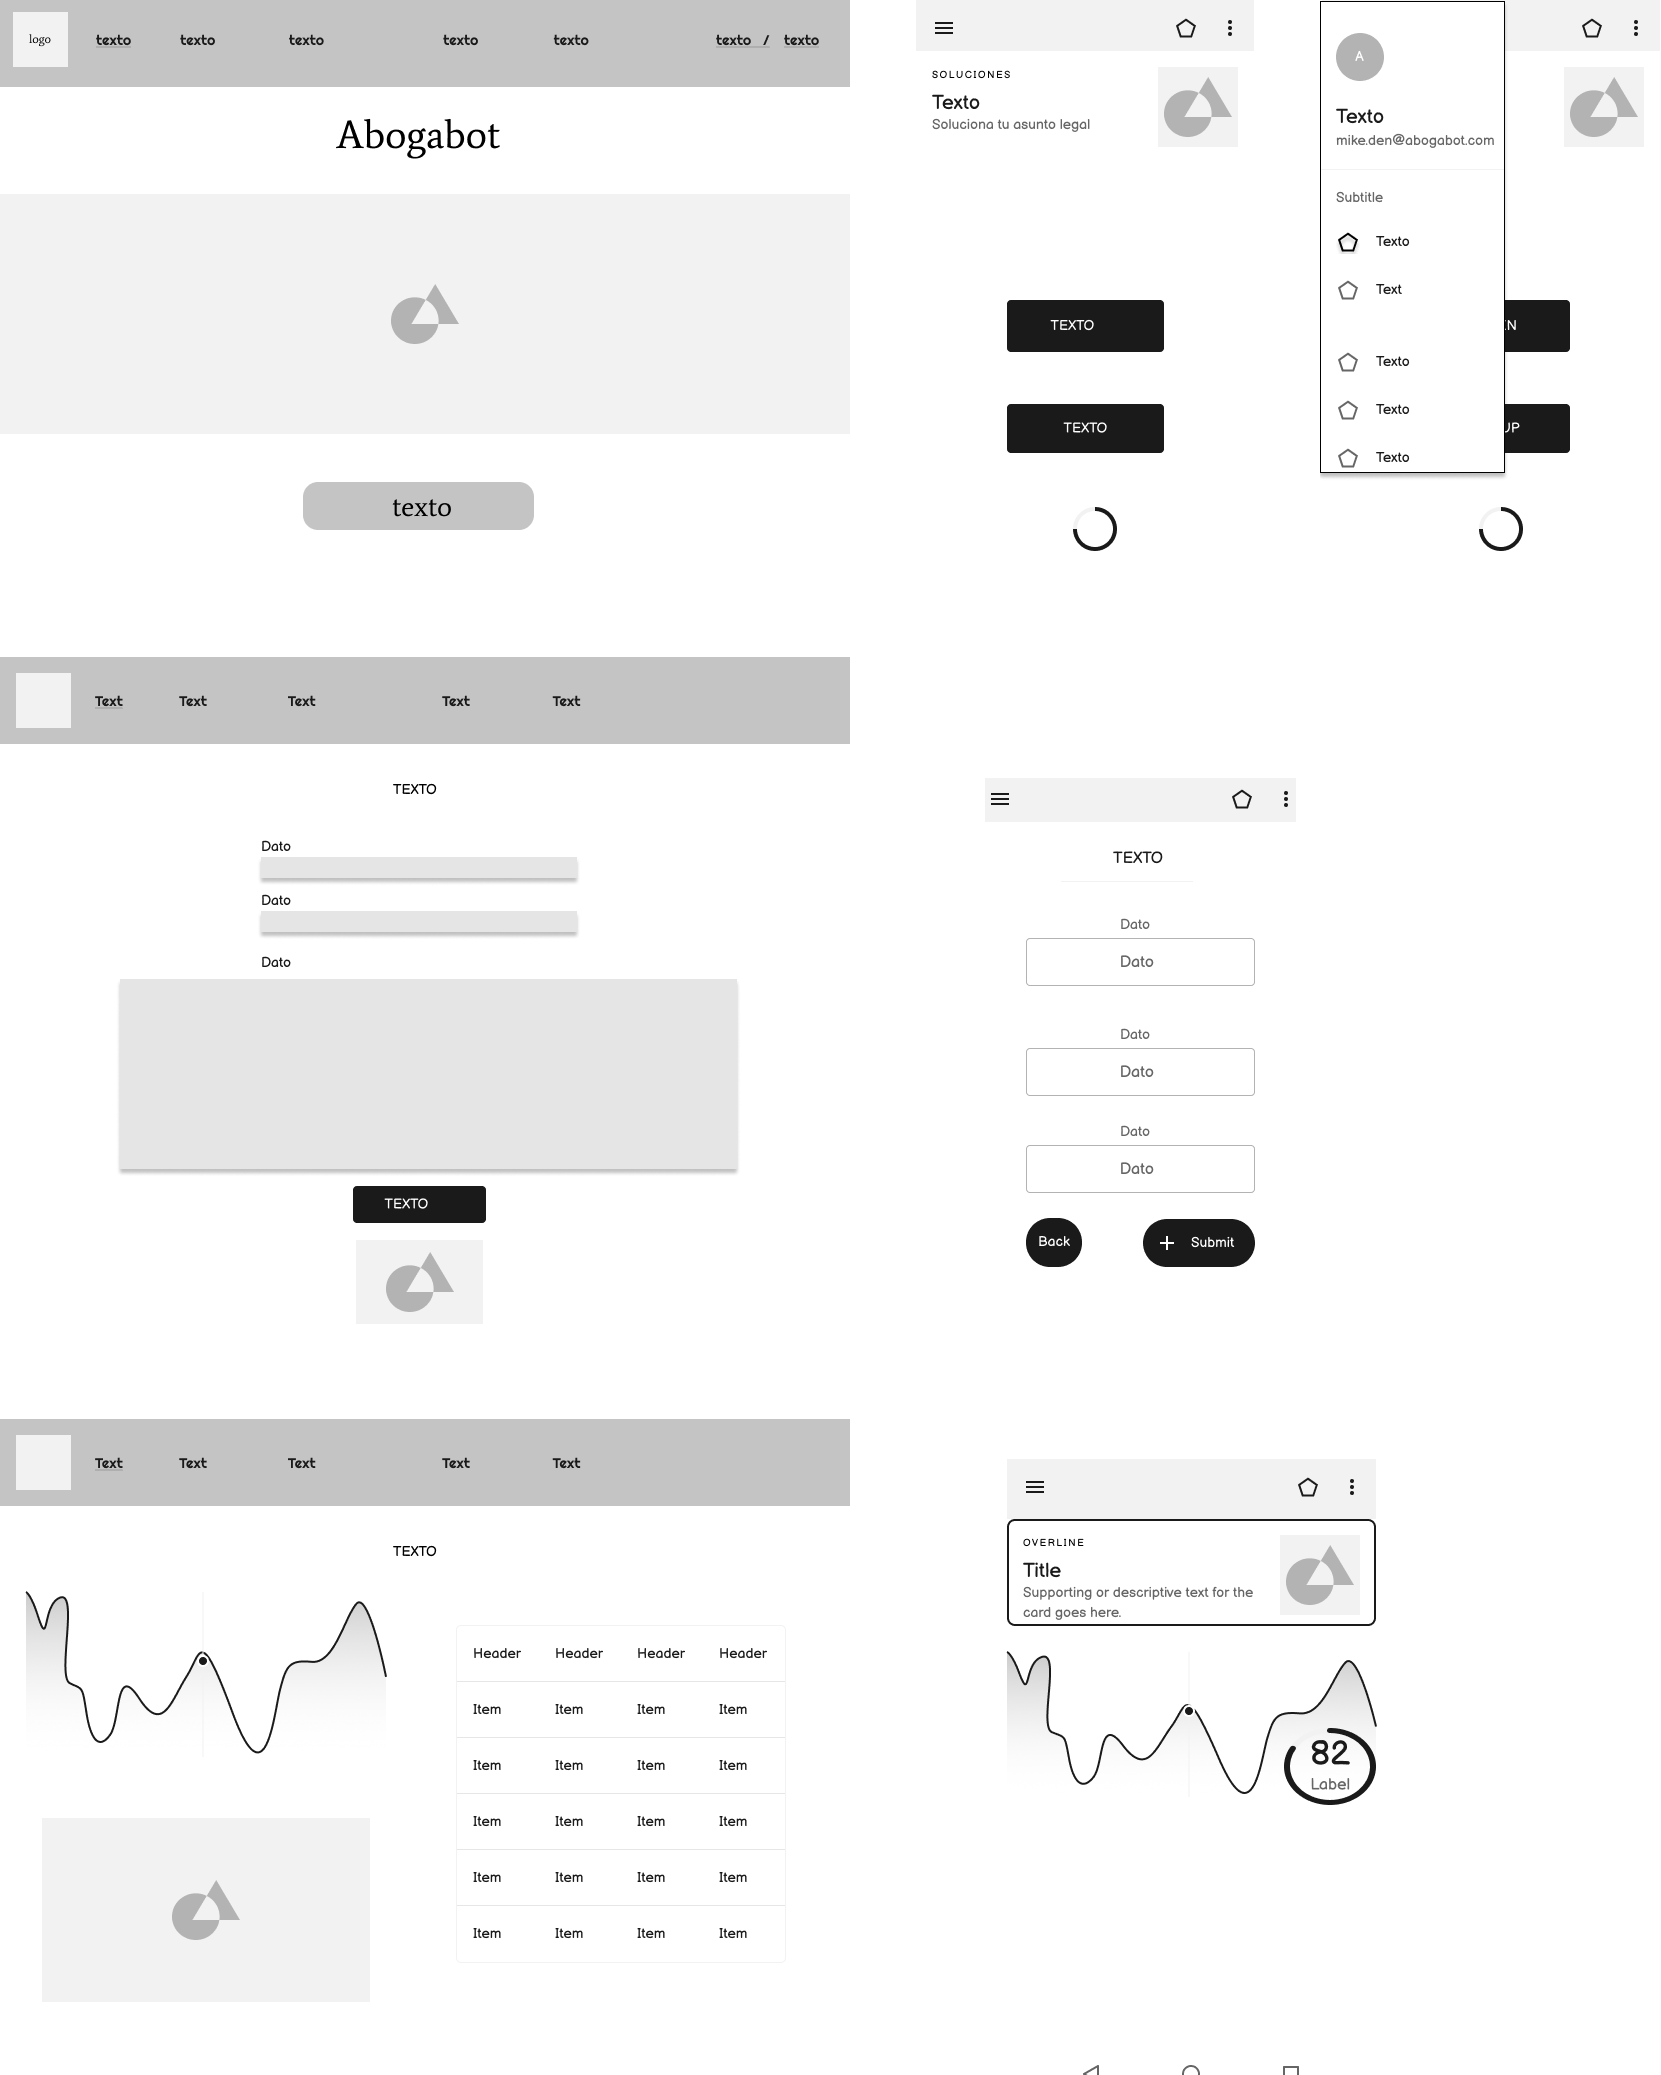 logo texto texto texto texto texto texto / texto
Abogabot
texto
SOLUCIONES
Texto
Soluciona tu asunto legal
TEXTO
TEXTO
A
Texto
mike.den@abogabot.com
Subtitle
Texto
Text
Texto
Texto
Texto
UP
Text Text Text Text Text
TEXTO
Dato
Dato
Dato
TEXTO
TEXTO
Dato
Dato
Dato
Dato
Dato
Dato
Back Submit
Text Text Text Text Text
TEXTO
Header Header Header Header
Item Item Item Item
Item Item Item Item
Item Item Item Item
Item Item Item Item
Item Item Item Item
OVERLINE
Title
Supporting or descriptive text for the
card goes here.
82
Label